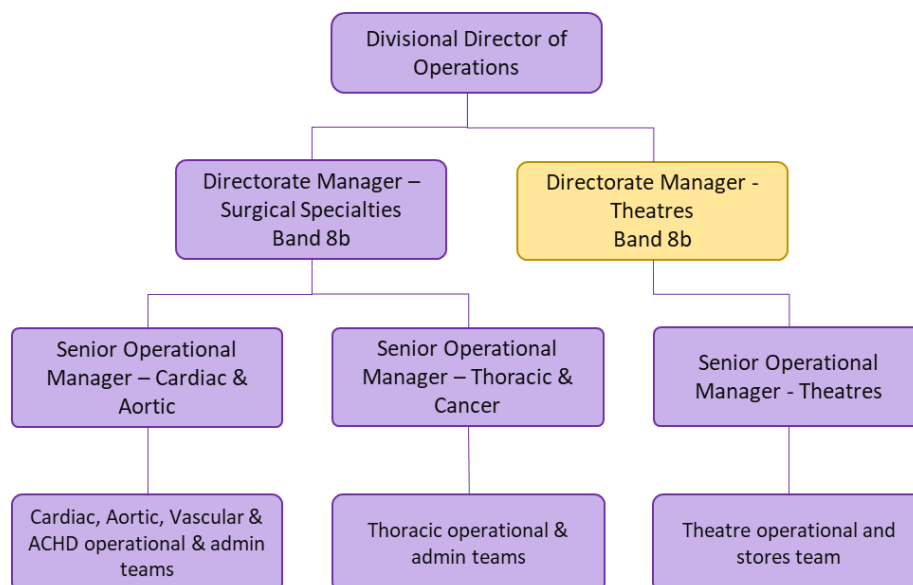 Divisional Director of
Operations
Directorate Manager –
Surgical Specialties
Band 8b
Directorate Manager -
Theatres
Band 8b
Senior Operational
Manager – Cardiac &
Aortic
Senior Operational
Manager – Thoracic &
Cancer
Senior Operational
Manager - Theatres
Cardiac, Aortic, Vascular &
ACHD operational & admin
teams
Thoracic operational &
admin teams
Theatre operational and
stores team